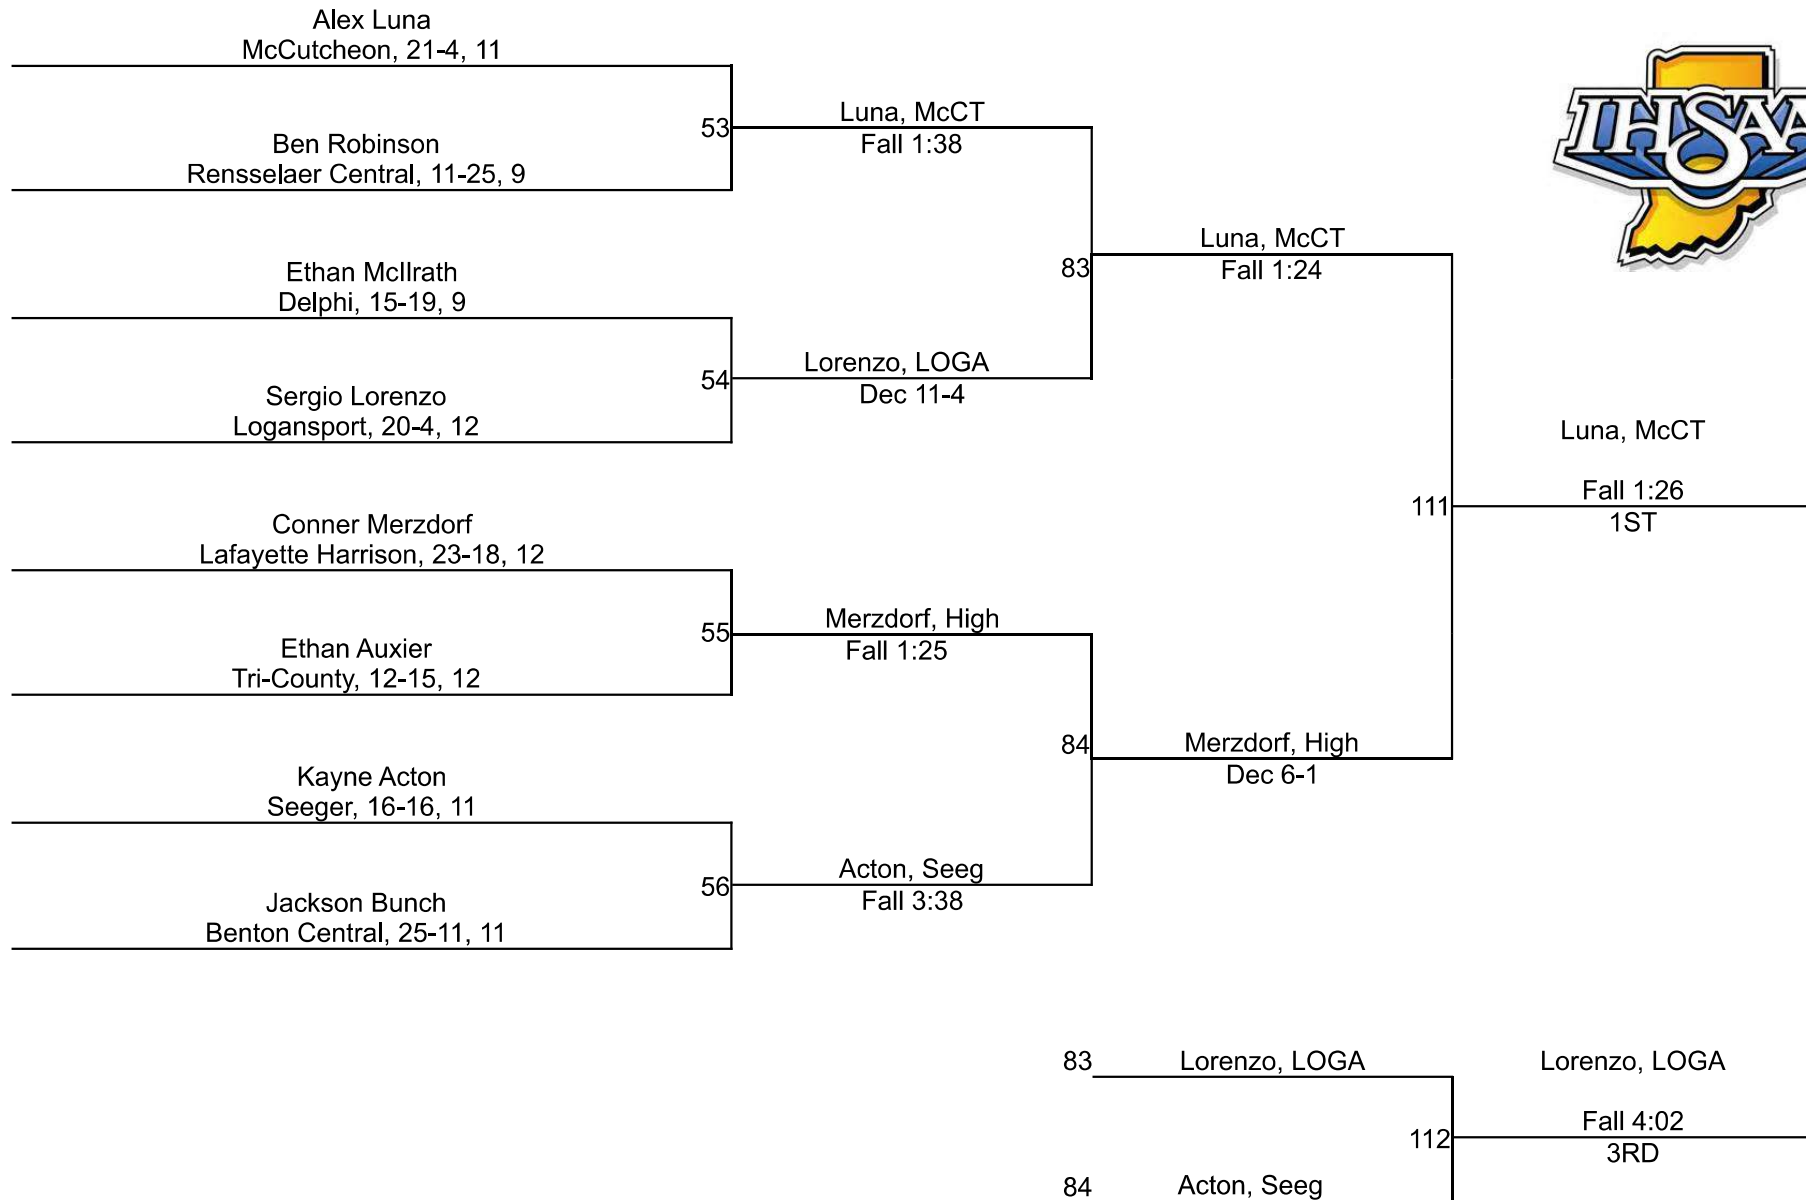 Alex Luna
McCutcheon, 21-4, 11
53
Luna, McCT
Fall 1:38
Ben Robinson
Rensselaer Central, 11-25, 9
IHSAA
83
Luna, McCT
Fall 1:24
Ethan McIlrath
Delphi, 15-19, 9
54
Lorenzo, LOGA
Dec 11-4
Sergio Lorenzo
Logansport, 20-4, 12
111
Luna, McCT
Fall 1:26
1ST
Conner Merzdorf
Lafayette Harrison, 23-18, 12
55
Merzdorf, High
Fall 1:25
Ethan Auxier
Tri-County, 12-15, 12
84
Merzdorf, High
Dec 6-1
Kayne Acton
Seeger, 16-16, 11
56
Acton, Seeg
Fall 3:38
Jackson Bunch
Benton Central, 25-11, 11
83
Lorenzo, LOGA
Lorenzo, LOGA
112
Fall 4:02
3RD
84
Acton, Seeg